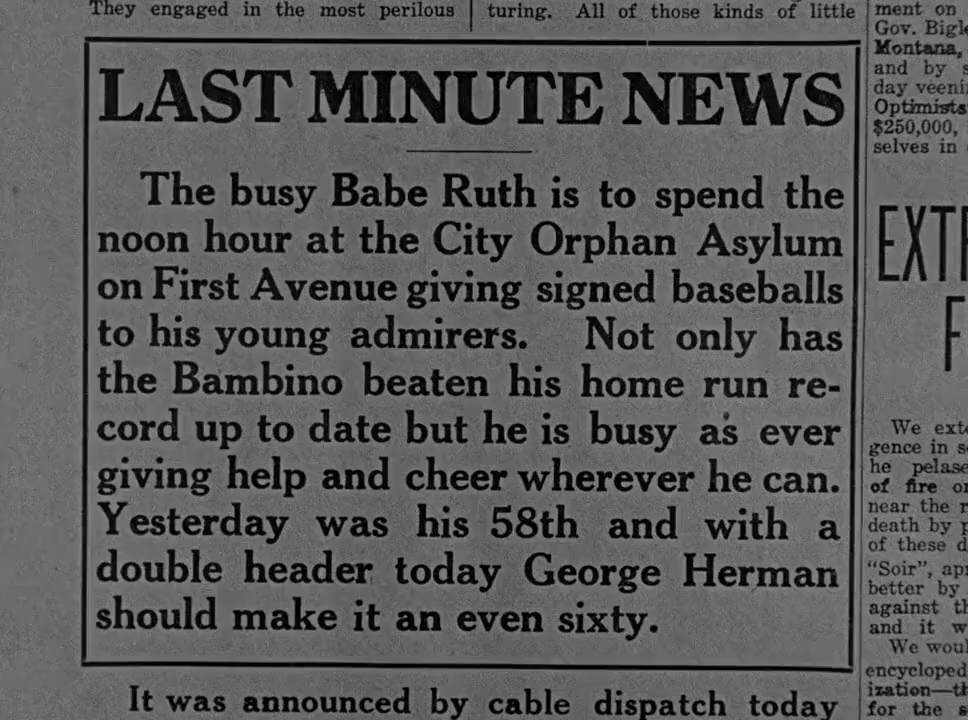 They engaged in the most perilous
turing. All of those kinds of little
LAST MINUTE NEWS
The busy Babe Ruth is to spend the
noon hour at the City Orphan Asylum
on First Avenue giving signed baseballs
to his young admirers. Not only has
the Bambino beaten his home run re-
cord up to date but he is busy as ever
giving help and cheer wherever he can.
Yesterday was his 58th and with a
double header today George Herman
should make it an even sixty.
It was announced by cable dispatch today
ment on
Gov.
Montana,
and by
day
Optimists
$250,000,
selves in
We
gence in
he
of fire
near the
death by
of these
"Soir",
better by
against
and it
We
ization—
for the